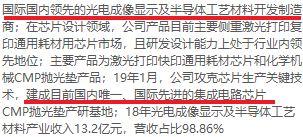 国际国内领先的光电成像显示及半导体工艺材料开发制造
商；在芯片设计领域，公司产品目前主要侧重激光打印复
印通用耗材用芯片市场，且研发设计能力上处于行业内领
先地位；主要产品为激光打印快印通用耗材芯片和化学机
械CMP抛光垫产品；19年1月，公司攻克芯片生产关键技
术，建成目前国内唯一、国际先进的集成电路芯片
CMP抛光垫产研基地；18年光电成像显示及半导体工艺
材料产业收入13.2亿元，营收占比98.86%